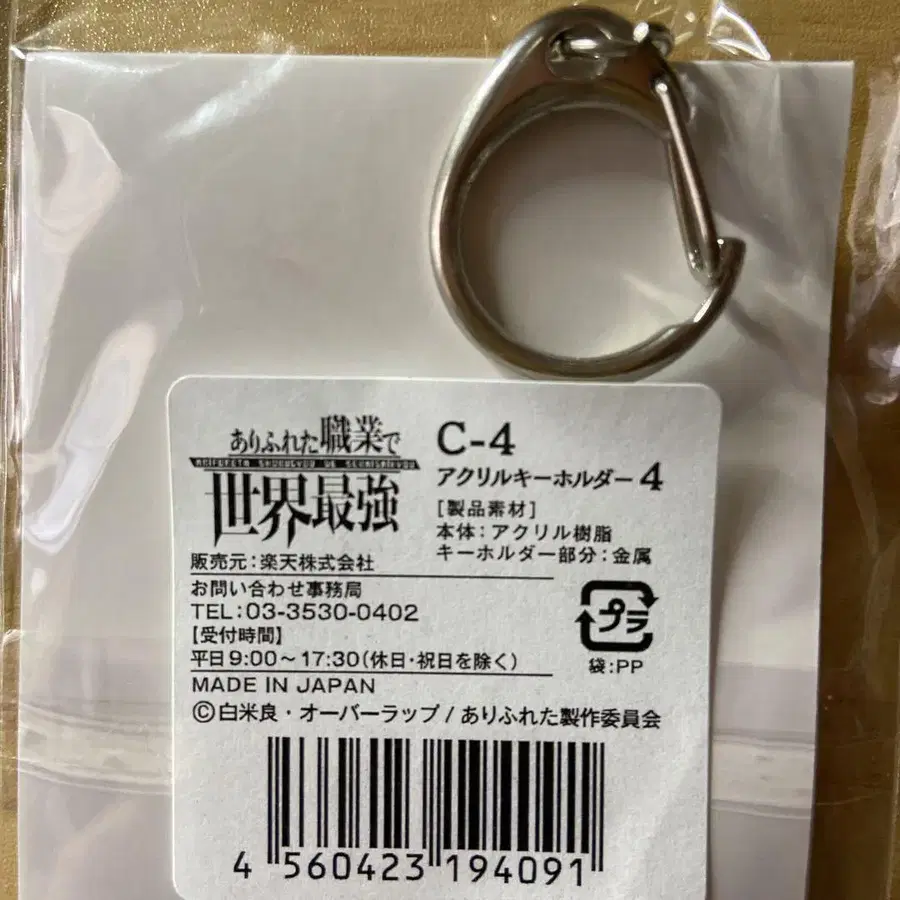 ありふれた職業で
ARIFURETA SHOKUGYOU DE SEKAISAIKYOU
世界最強
C-4
アクリルキーホルダー4
[製品素材]
本体:アクリル樹脂
キーホルダー部分:金属
販売元:楽天株式会社
お問い合わせ事務局
TEL:03-3530-0402
【受付時間】
平日9:00〜17:30(休日・祝日を除く)
プラ
袋:PP
MADE IN JAPAN
©白米良・オーバーラップ/ありふれた製作委員会
4 560423 194091